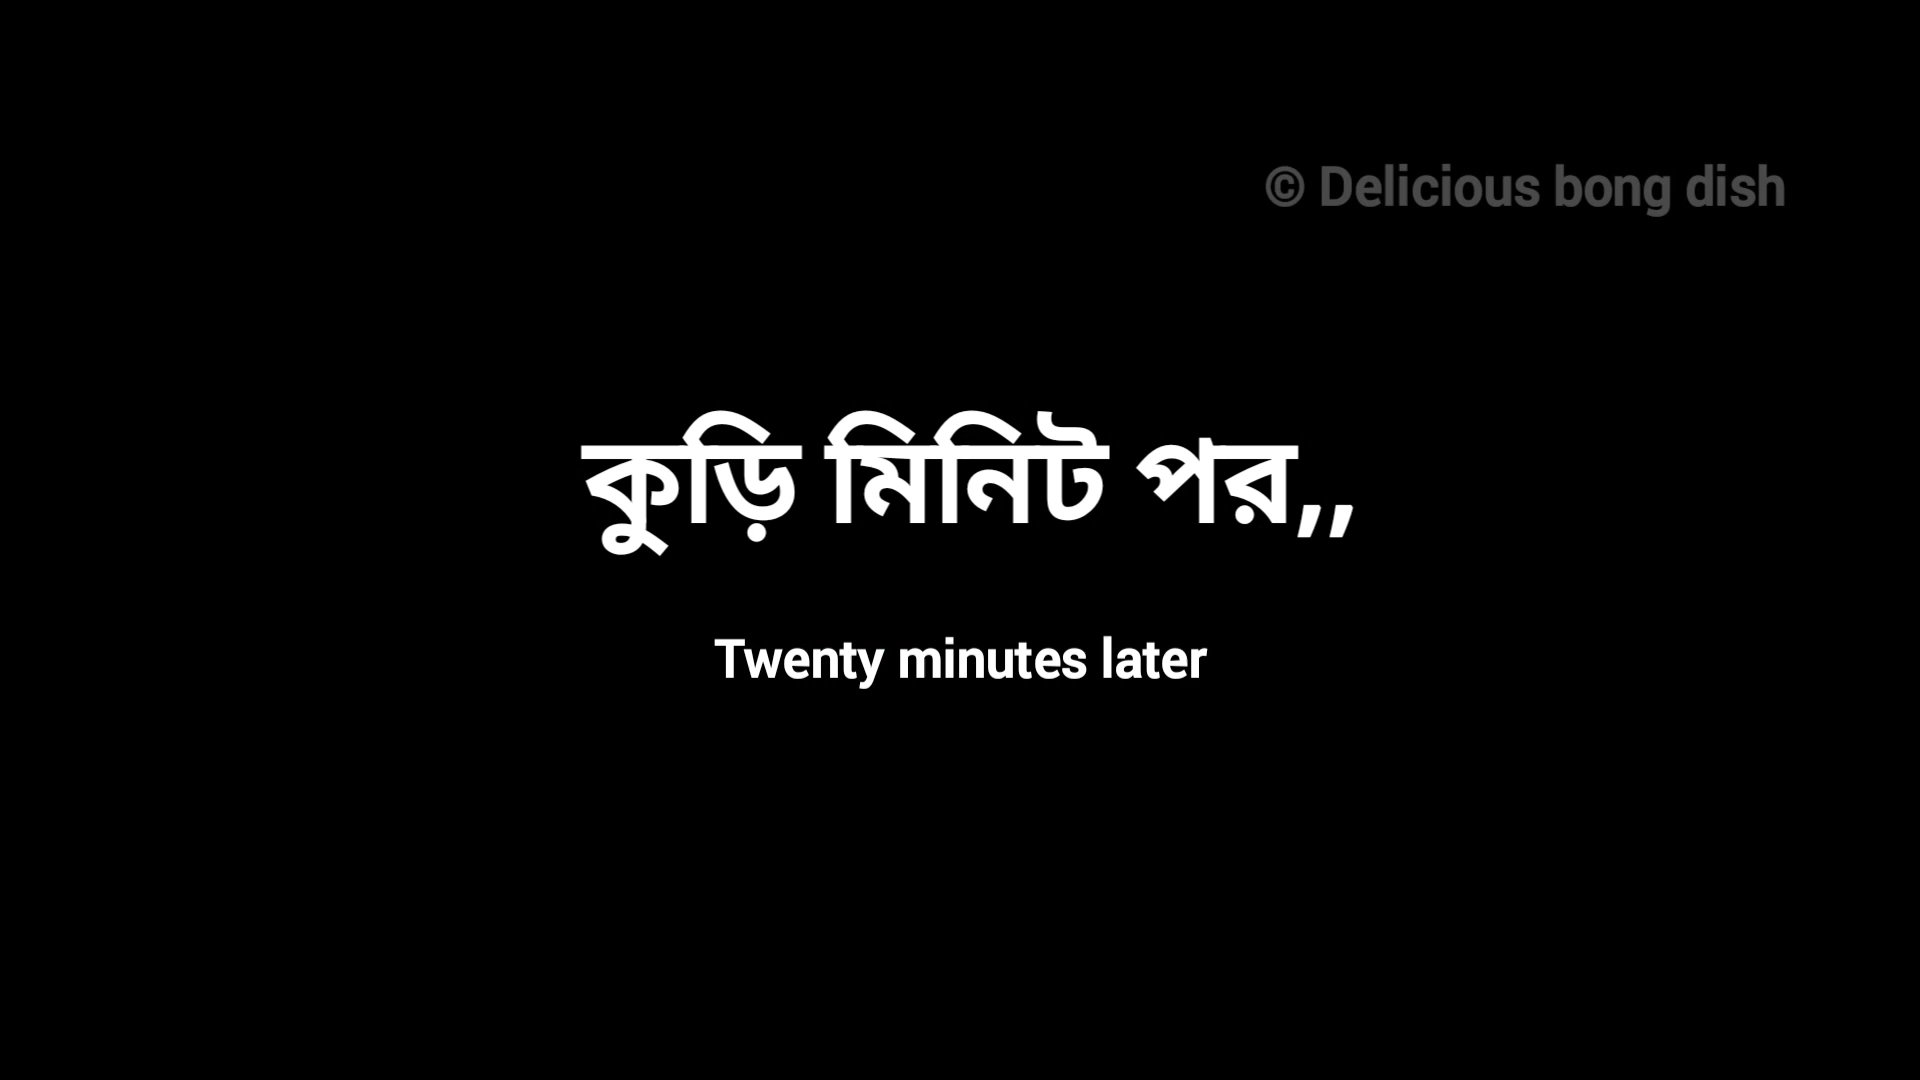 © Delicious bong dish
কুড়ি মিনিট পর,,
Twenty minutes later